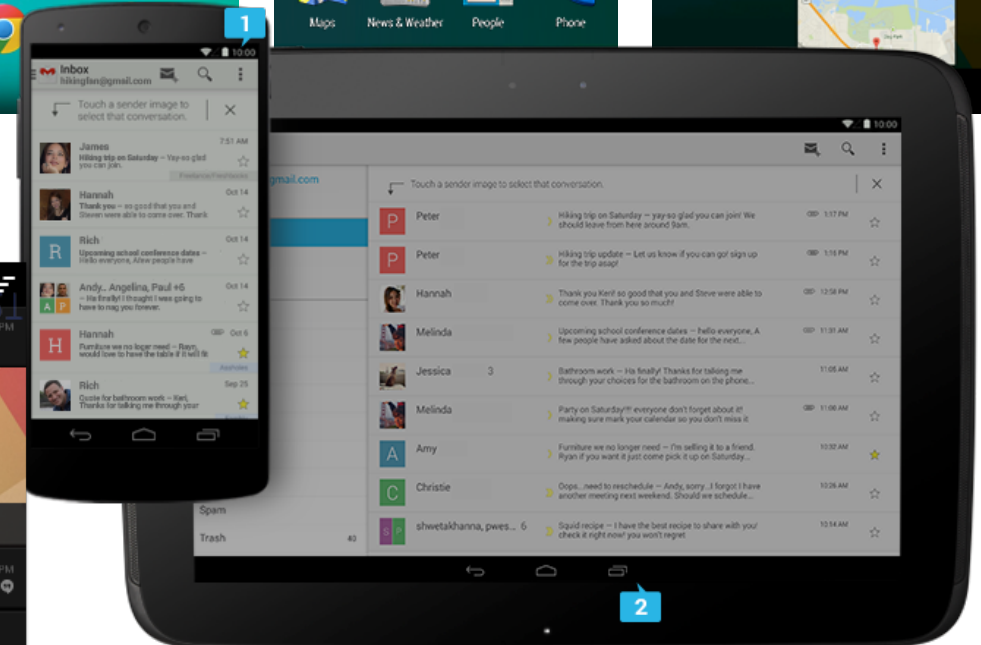 Maps
News & Weather
People
Phone
1
10:00
Inbox
hikingfan@gmail.com
Touch a sender image to
select that conversation.
James
7:51 AM
Hiking trip on Saturday – Yay-so glad
you can join.
Hannah
Oct 14
Thank you – so good that you and
Steven were able to come over. Thank
R
Rich
Oct 14
Upcoming school conference dates –
Hello everyone, Afew people have
A P
Andy.. Angelina, Paul +6
Oct 14
– Ha finally! I thought I was going to
have to nag you forever.
H
Hannah
Oct 6
Furniture we no loger need – Rayn,
would love to have the table if it will fit
Rich
Sep 25
Quote for bathroom work – Keri,
Thanks for talking me through your
10:00
gmail.com
Touch a sender image to select that conversation.
P
Peter
Hiking trip on Saturday – yay-so glad you can join! We
should leave from here around 9am.
1:17 PM
P
Peter
Hiking trip update – Let us know if you can go! sign up
for the trip asap!
1:16 PM
Hannah
Thank you Keri! so good that you and Steve were able to
come over. Thank you so much!
12:58 PM
Melinda
Upcoming school conference dates – hello everyone, A
few people have asked about the date for the next...
11:31 AM
Jessica 3
Bathroom work – Ha finally! Thanks for talking me
through your choices for the bathroom on the phone...
11:05 AM
Melinda
Party on Saturday!!! everyone don't forget about it!
making sure mark your calendar so you don't miss it
11:00 AM
A
Amy
Furniture we no longer need – I'm selling it to a friend.
Ryan if you want it just come pick it up on Saturday...
10:32 AM
C
Christie
Oops...need to reschedule – Andy, sorry...I forgot I have
another meeting next weekend. Should we schedule...
10:26 AM
S P
shwetakhanna, pwes... 6
Squid recipe – I have the best recipe to share with you!
check it right now! you won't regret
10:14 AM
Spam
Trash 40
2
PM
PM